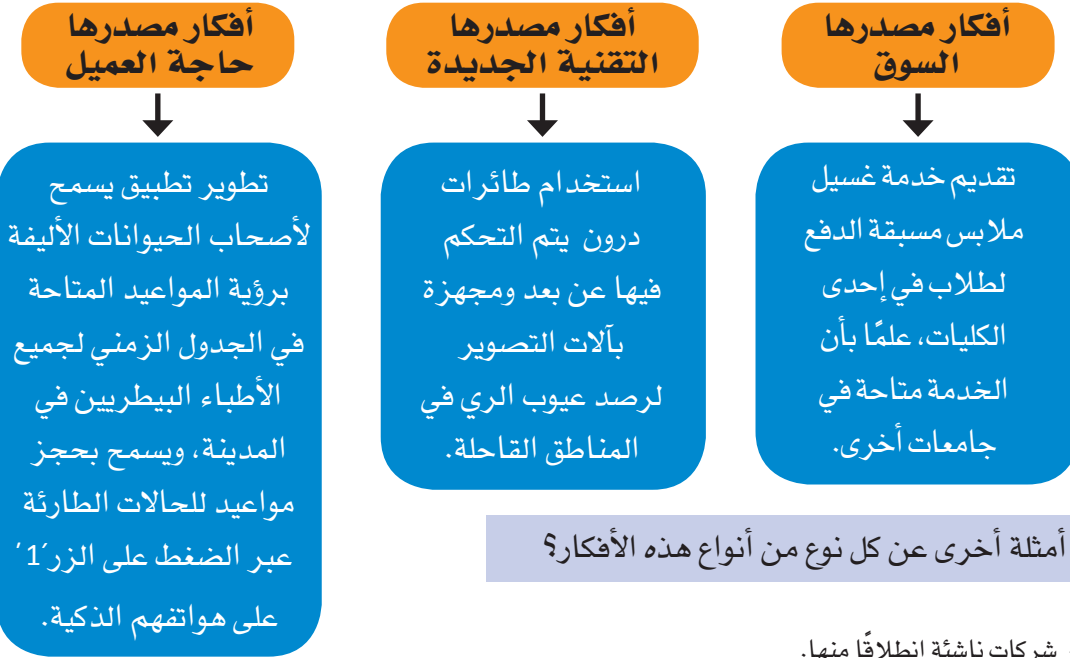 أفكار مصدرها
السوق
تقديم خدمة غسيل
ملابس مسبقة الدفع
لطلاب في إحدى
الكليات، علمًا بأن
الخدمة متاحة في
جامعات أخرى.
أفكار مصدرها
التقنية الجديدة
استخدام طائرات
درون يتم التحكم
فيها عن بعد ومجهزة
بآلات التصوير
لرصد عيوب الري في
المناطق القاحلة.
أفكار مصدرها
حاجة العميل
تطوير تطبيق يسمح
لأصحاب الحيوانات الأليفة
برؤية المواعيد المتاحة
في الجدول الزمني لجميع
الأطباء البيطريين في
المدينة، ويسمح بحجز
مواعيد للحالات الطارئة
عبر الضغط على الزر'1'
على هواتفهم الذكية.
أمثلة أخرى عن كل نوع من أنواع هذه الأفكار؟
شركات ناشئة انطلاقًا منها.